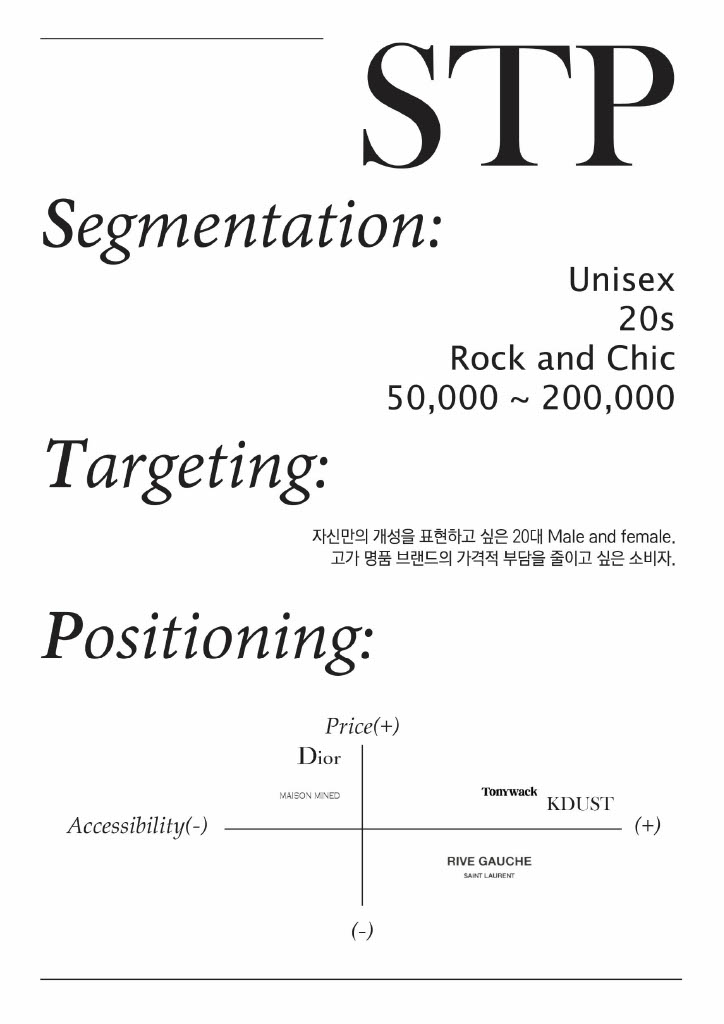 STP
Segmentation:
Unisex
20s
Rock and Chic
50,000 ~ 200,000
Targeting:
자신만의 개성을 표현하고 싶은 20대 Male and female.
고가 명품 브랜드의 가격적 부담을 줄이고 싶은 소비자.
Positioning:
Price(+)
Dior
MAISON MINED
Tonywack
KDUST
Accessibility(-)
(+)
RIVE GAUCHE
SAINT LAURENT
(-)